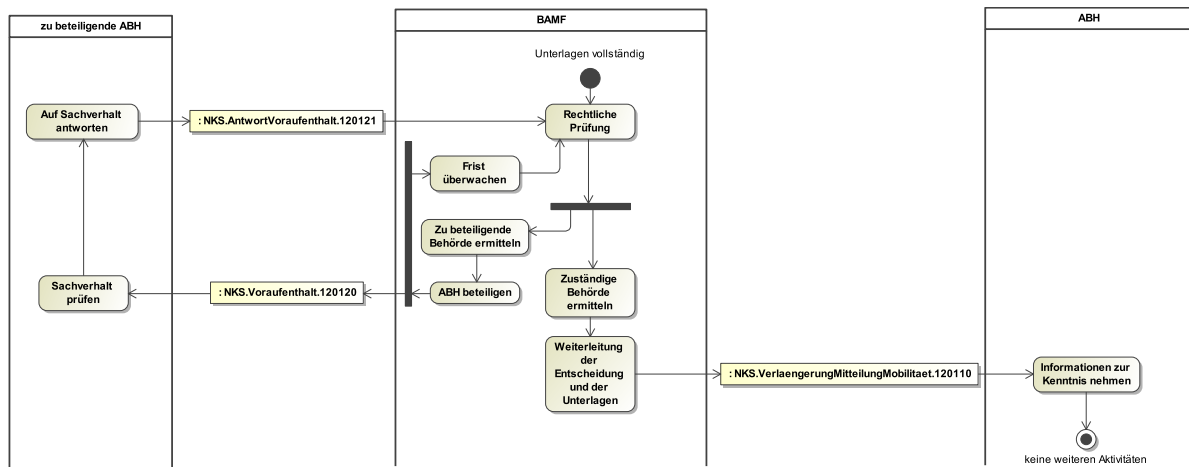 zu beteiligende ABH
BAMF
ABH
Unterlagen vollständig
Auf Sachverhalt
antworten
: NKS.AntwortVoraufenthalt.120121
Rechtliche
Prüfung
Frist
überwachen
Zu beteiligende
Behörde ermitteln
Sachverhalt
prüfen
: NKS.Voraufenthalt.120120
ABH beteiligen
Zuständige
Behörde
ermitteln
Weiterleitung
der
Entscheidung
und der
Unterlagen
: NKS.VerlaengerungMitteilungMobilitaet.120110
Informationen zur
Kenntnis nehmen
keine weiteren Aktivitäten